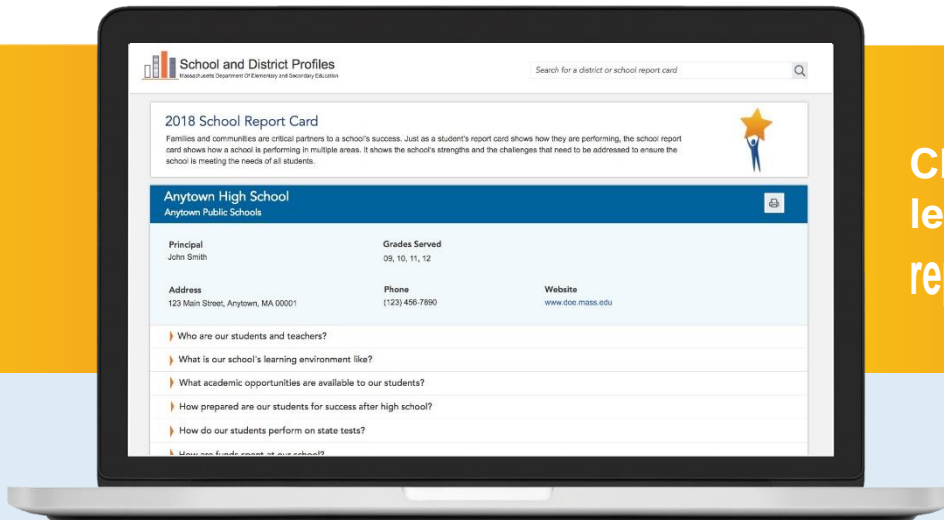 School and District Profiles
Massachusetts Department Of Elementary and Secondary Education
Search for a district or school report card
2018 School Report Card
Families and communities are critical partners to a school's success. Just as a student's report card shows how they are performing, the school report
card shows how a school is performing in multiple areas. It shows the school's strengths and the challenges that need to be addressed to ensure the
school is meeting the needs of all students.
Anytown High School
Anytown Public Schools
Principal
John Smith
Grades Served
09, 10, 11, 12
Address
123 Main Street, Anytown, MA 00001
Phone
(123) 456-7890
Website
www.doe.mass.edu
Who are our students and teachers?
What is our school's learning environment like?
What academic opportunities are available to our students?
How prepared are our students for success after high school?
How do our students perform on state tests?
How are funds spent at our school?